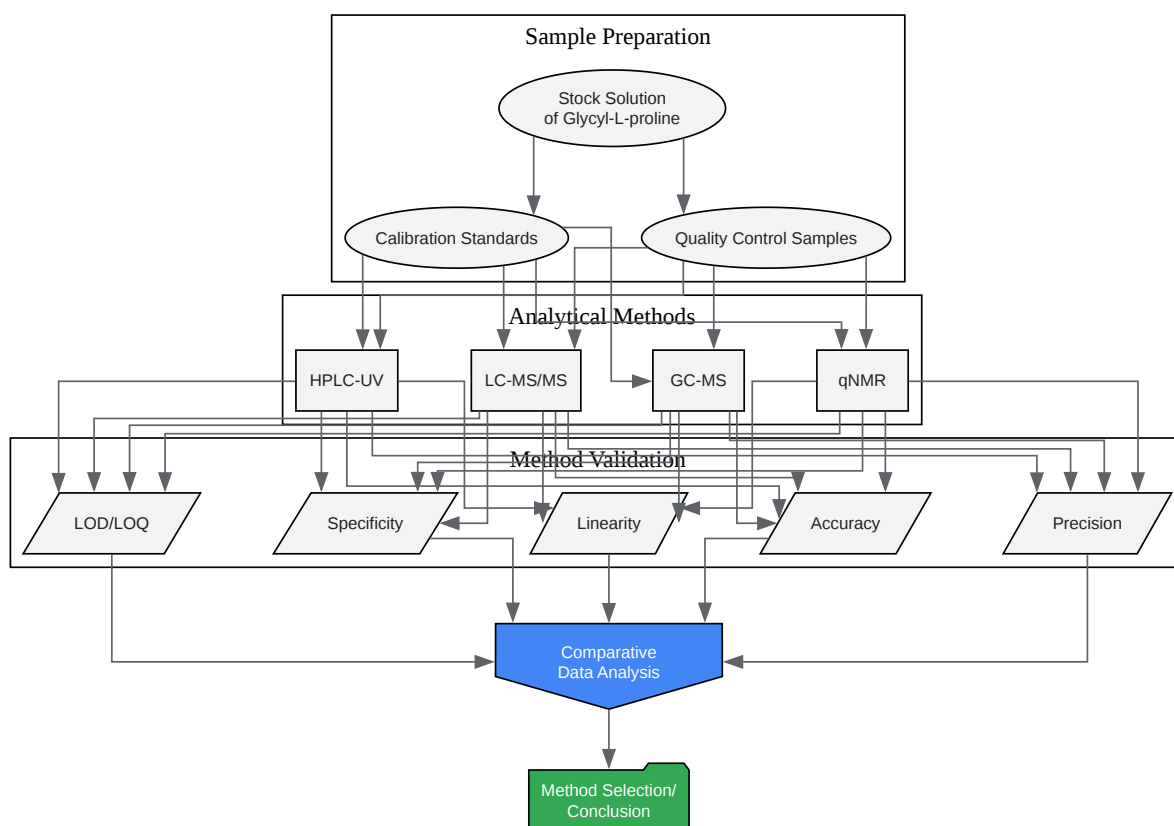 Sample Preparation
Stock Solution
of Glycyl-L-proline
Calibration Standards
Quality Control Samples
Analytical Methods
HPLC-UV
LC-MS/MS
GC-MS
qNMR
Method Validation
LOD/LOQ
Specificity
Linearity
Accuracy
Precision
Comparative
Data Analysis
Method Selection/
Conclusion